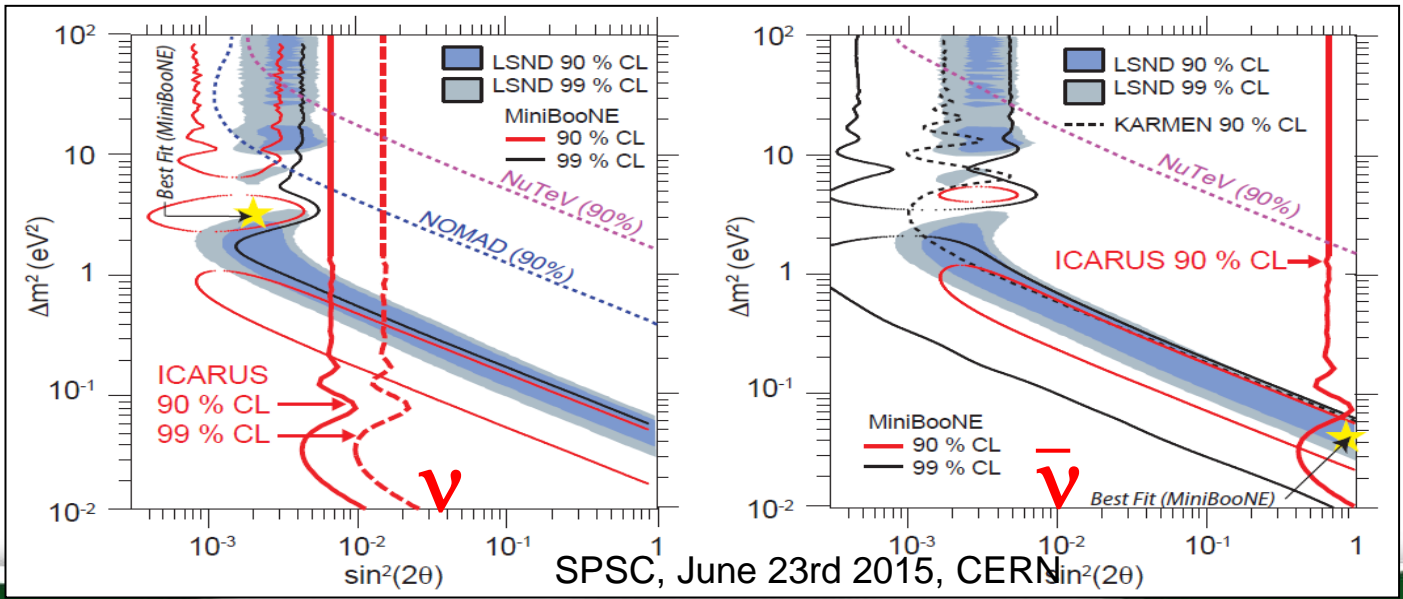 10²
10
1
10⁻¹
10⁻²
Δm² (eV²)
Best Fit (MiniBooNE)
LSND 90 % CL
LSND 99 % CL
MiniBooNE
90 % CL
99 % CL
NuTeV (90%)
NOMAD (90%)
ICARUS
90 % CL
99 % CL
ν
10⁻³
10⁻²
10⁻¹
1
sin²(2θ)
10²
10
1
10⁻¹
10⁻²
Δm² (eV²)
LSND 90 % CL
LSND 99 % CL
KARMEN 90 % CL
NuTeV (90%)
ICARUS 90 % CL
MiniBooNE
90 % CL
99 % CL
ν̅
Best Fit (MiniBooNE)
10⁻³
10⁻²
10⁻¹
1
sin²(2θ)
SPSC, June 23rd 2015, CERN